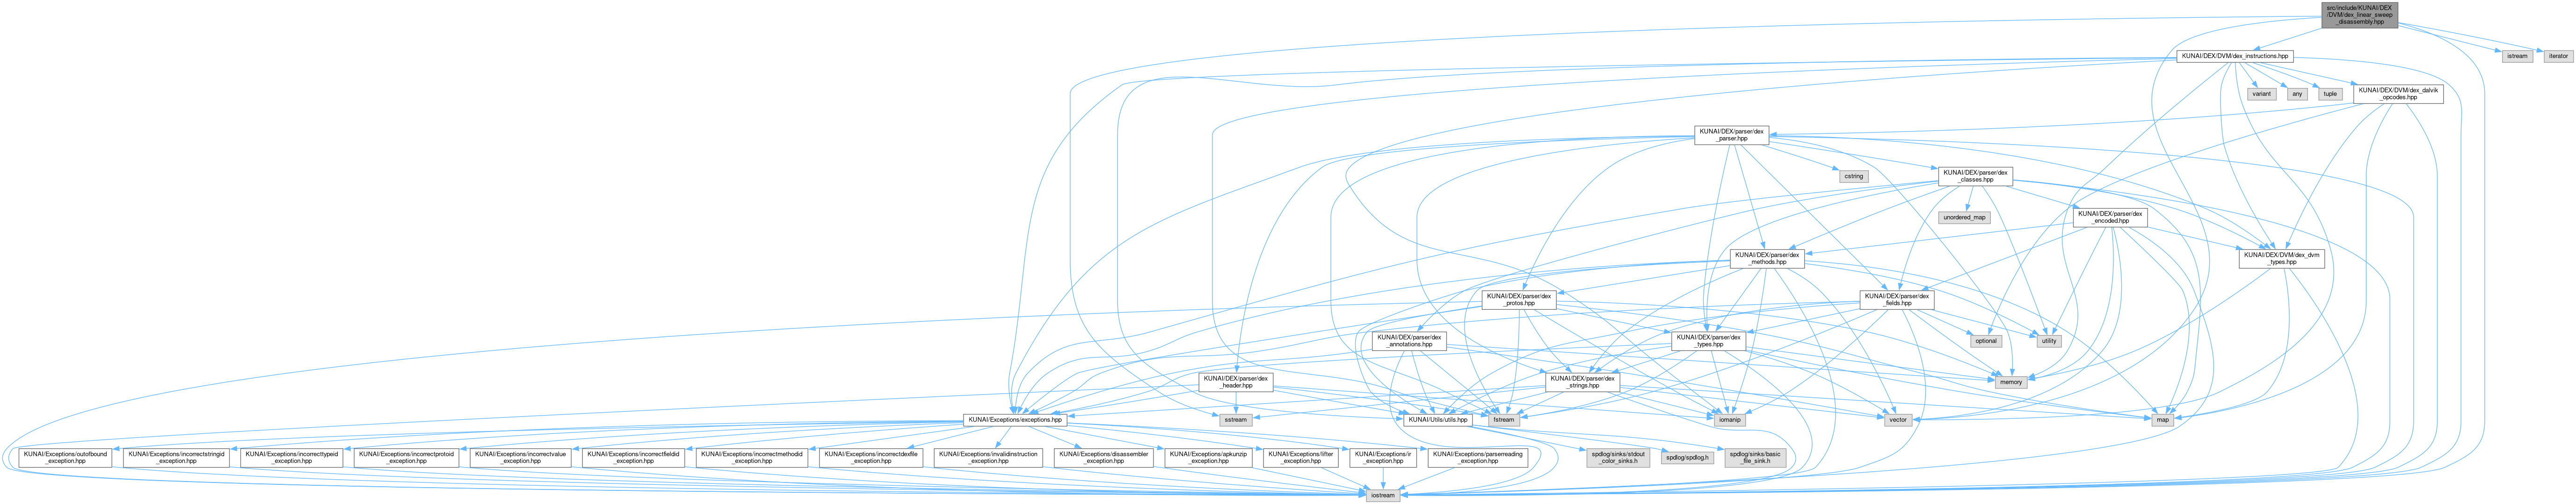 src/include/KUNAI/DEX
/DVM/dex_linear_sweep
_disassembly.hpp
KUNAI/DEX/DVM/dex_instructions.hpp
istream
iterator
variant
any
tuple
KUNAI/DEX/DVM/dex_dalvik
_opcodes.hpp
KUNAI/DEX/parser/dex
_parser.hpp
cstring
KUNAI/DEX/parser/dex
_classes.hpp
unordered_map
KUNAI/DEX/parser/dex
_encoded.hpp
KUNAI/DEX/parser/dex
_methods.hpp
KUNAI/DEX/DVM/dex_dvm
_types.hpp
KUNAI/DEX/parser/dex
_protos.hpp
KUNAI/DEX/parser/dex
_fields.hpp
KUNAI/DEX/parser/dex
_annotations.hpp
KUNAI/DEX/parser/dex
_types.hpp
optional
utility
KUNAI/DEX/parser/dex
_header.hpp
KUNAI/DEX/parser/dex
_strings.hpp
memory
KUNAI/Exceptions/exceptions.hpp
sstream
KUNAI/Utils/utils.hpp
fstream
iomanip
vector
map
KUNAI/Exceptions/outofbound
_exception.hpp
KUNAI/Exceptions/incorrectstringid
_exception.hpp
KUNAI/Exceptions/incorrecttypeid
_exception.hpp
KUNAI/Exceptions/incorrectprotoid
_exception.hpp
KUNAI/Exceptions/incorrectvalue
_exception.hpp
KUNAI/Exceptions/incorrectfieldid
_exception.hpp
KUNAI/Exceptions/incorrectmethodid
_exception.hpp
KUNAI/Exceptions/incorrectdexfile
_exception.hpp
KUNAI/Exceptions/invalidinstruction
_exception.hpp
KUNAI/Exceptions/disassembler
_exception.hpp
KUNAI/Exceptions/apkunzip
_exception.hpp
KUNAI/Exceptions/lifter
_exception.hpp
KUNAI/Exceptions/ir
_exception.hpp
KUNAI/Exceptions/parserreading
_exception.hpp
spdlog/sinks/stdout
_color_sinks.h
spdlog/spdlog.h
spdlog/sinks/basic
_file_sink.h
iostream